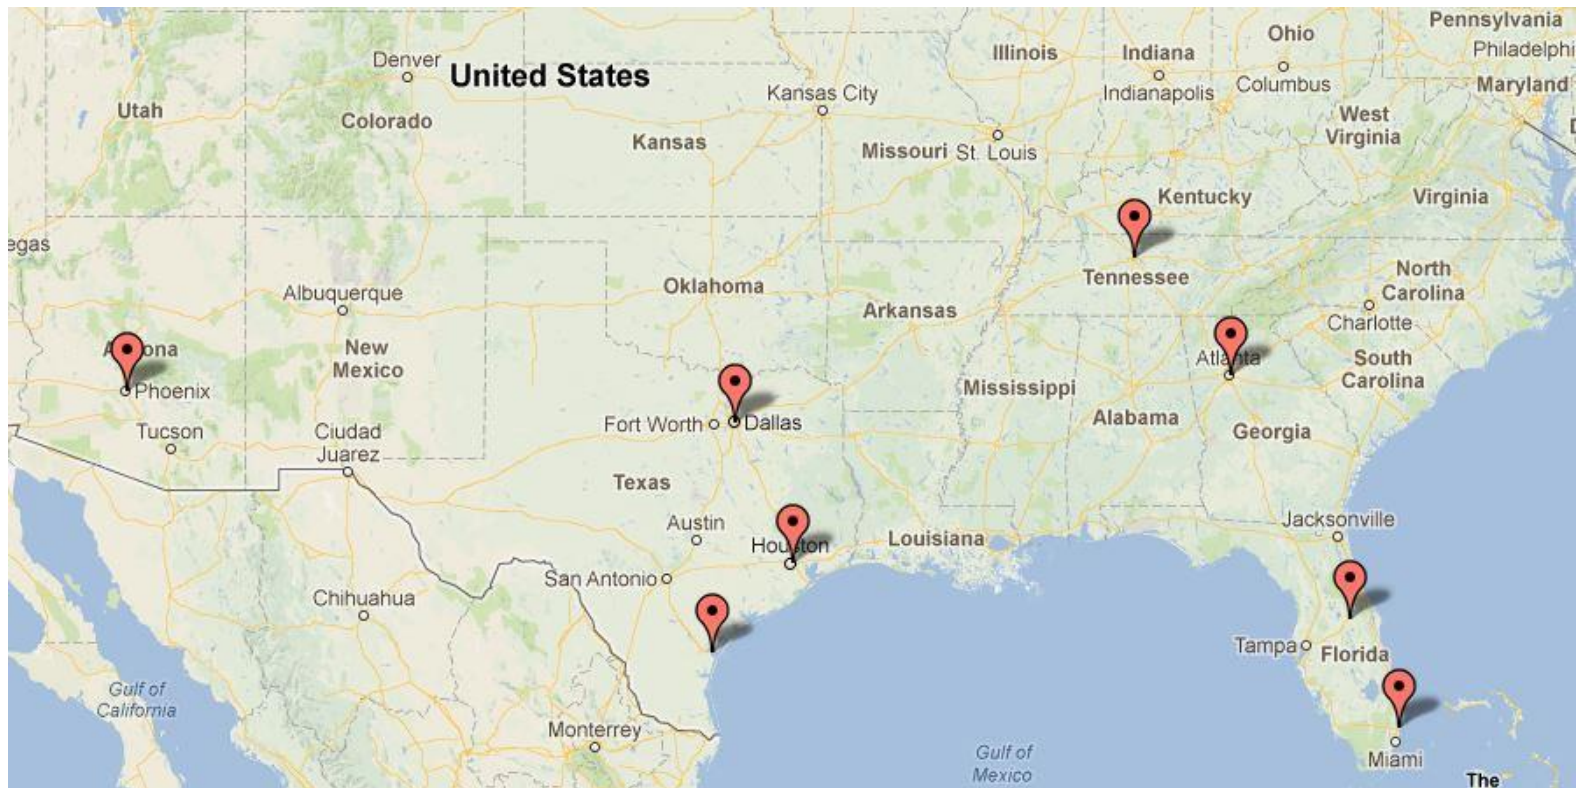 Pennsylvania
Ohio
Illinois
Indiana
Philadelphi
Denver
United States
Columbus
Maryland
Kansas City
Indianapolis
Utah
Colorado
West
Virginia
Kansas
Missouri
St. Louis
Kentucky
Virginia
egas
Tennessee
North
Carolina
Oklahoma
Albuquerque
Arkansas
Charlotte
New
Mexico
Atlanta
South
Carolina
Phoenix
Mississippi
Alabama
Fort Worth
Dallas
Tucson
Ciudad
Juarez
Georgia
Texas
Austin
Jacksonville
Houston
Louisiana
San Antonio
Chihuahua
Tampa
Florida
Gulf of
California
Monterrey
Gulf of
Mexico
Miami
The